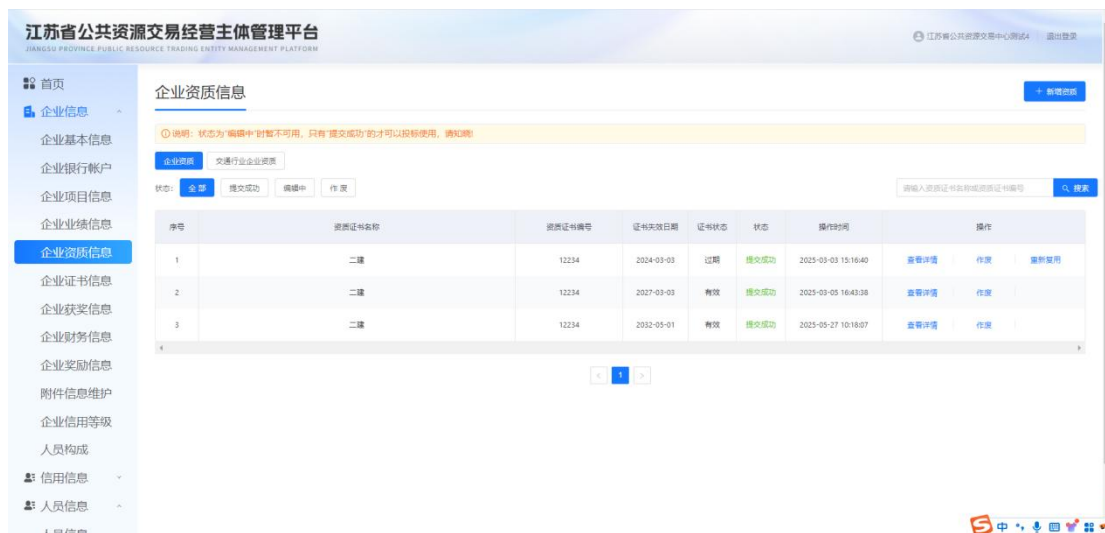 江苏省公共资源交易经营主体管理平台
JIANGSU PROVINCE PUBLIC RESOURCE TRADING ENTITY MANAGEMENT PLATFORM
江苏省公共资源交易中心测试4 退出登录
首页
企业信息
企业基本信息
企业银行帐户
企业项目信息
企业业绩信息
企业资质信息
企业证书信息
企业获奖信息
企业财务信息
企业奖励信息
附件信息维护
企业信用等级
人员构成
信用信息
人员信息
人员信息
企业资质信息
+ 新增资质
说明：状态为'编辑中'时暂不可用，只有'提交成功'的才可以投标使用，请知晓!
企业资质 交通行业企业资质
状态: 全部 提交成功 编辑中 作废 请输入资质证书名称或资质证书编号 搜索
序号 资质证书名称 资质证书编号 证书失效日期 证书状态 状态 操作时间 操作
1 二建 12234 2024-03-03 过期 提交成功 2025-03-03 15:16:40 查看详情 作废 重新复用
2 二建 12234 2027-03-03 有效 提交成功 2025-03-05 16:43:38 查看详情 作废
3 二建 12234 2032-05-01 有效 提交成功 2025-05-27 10:18:07 查看详情 作废
< 1 >
中